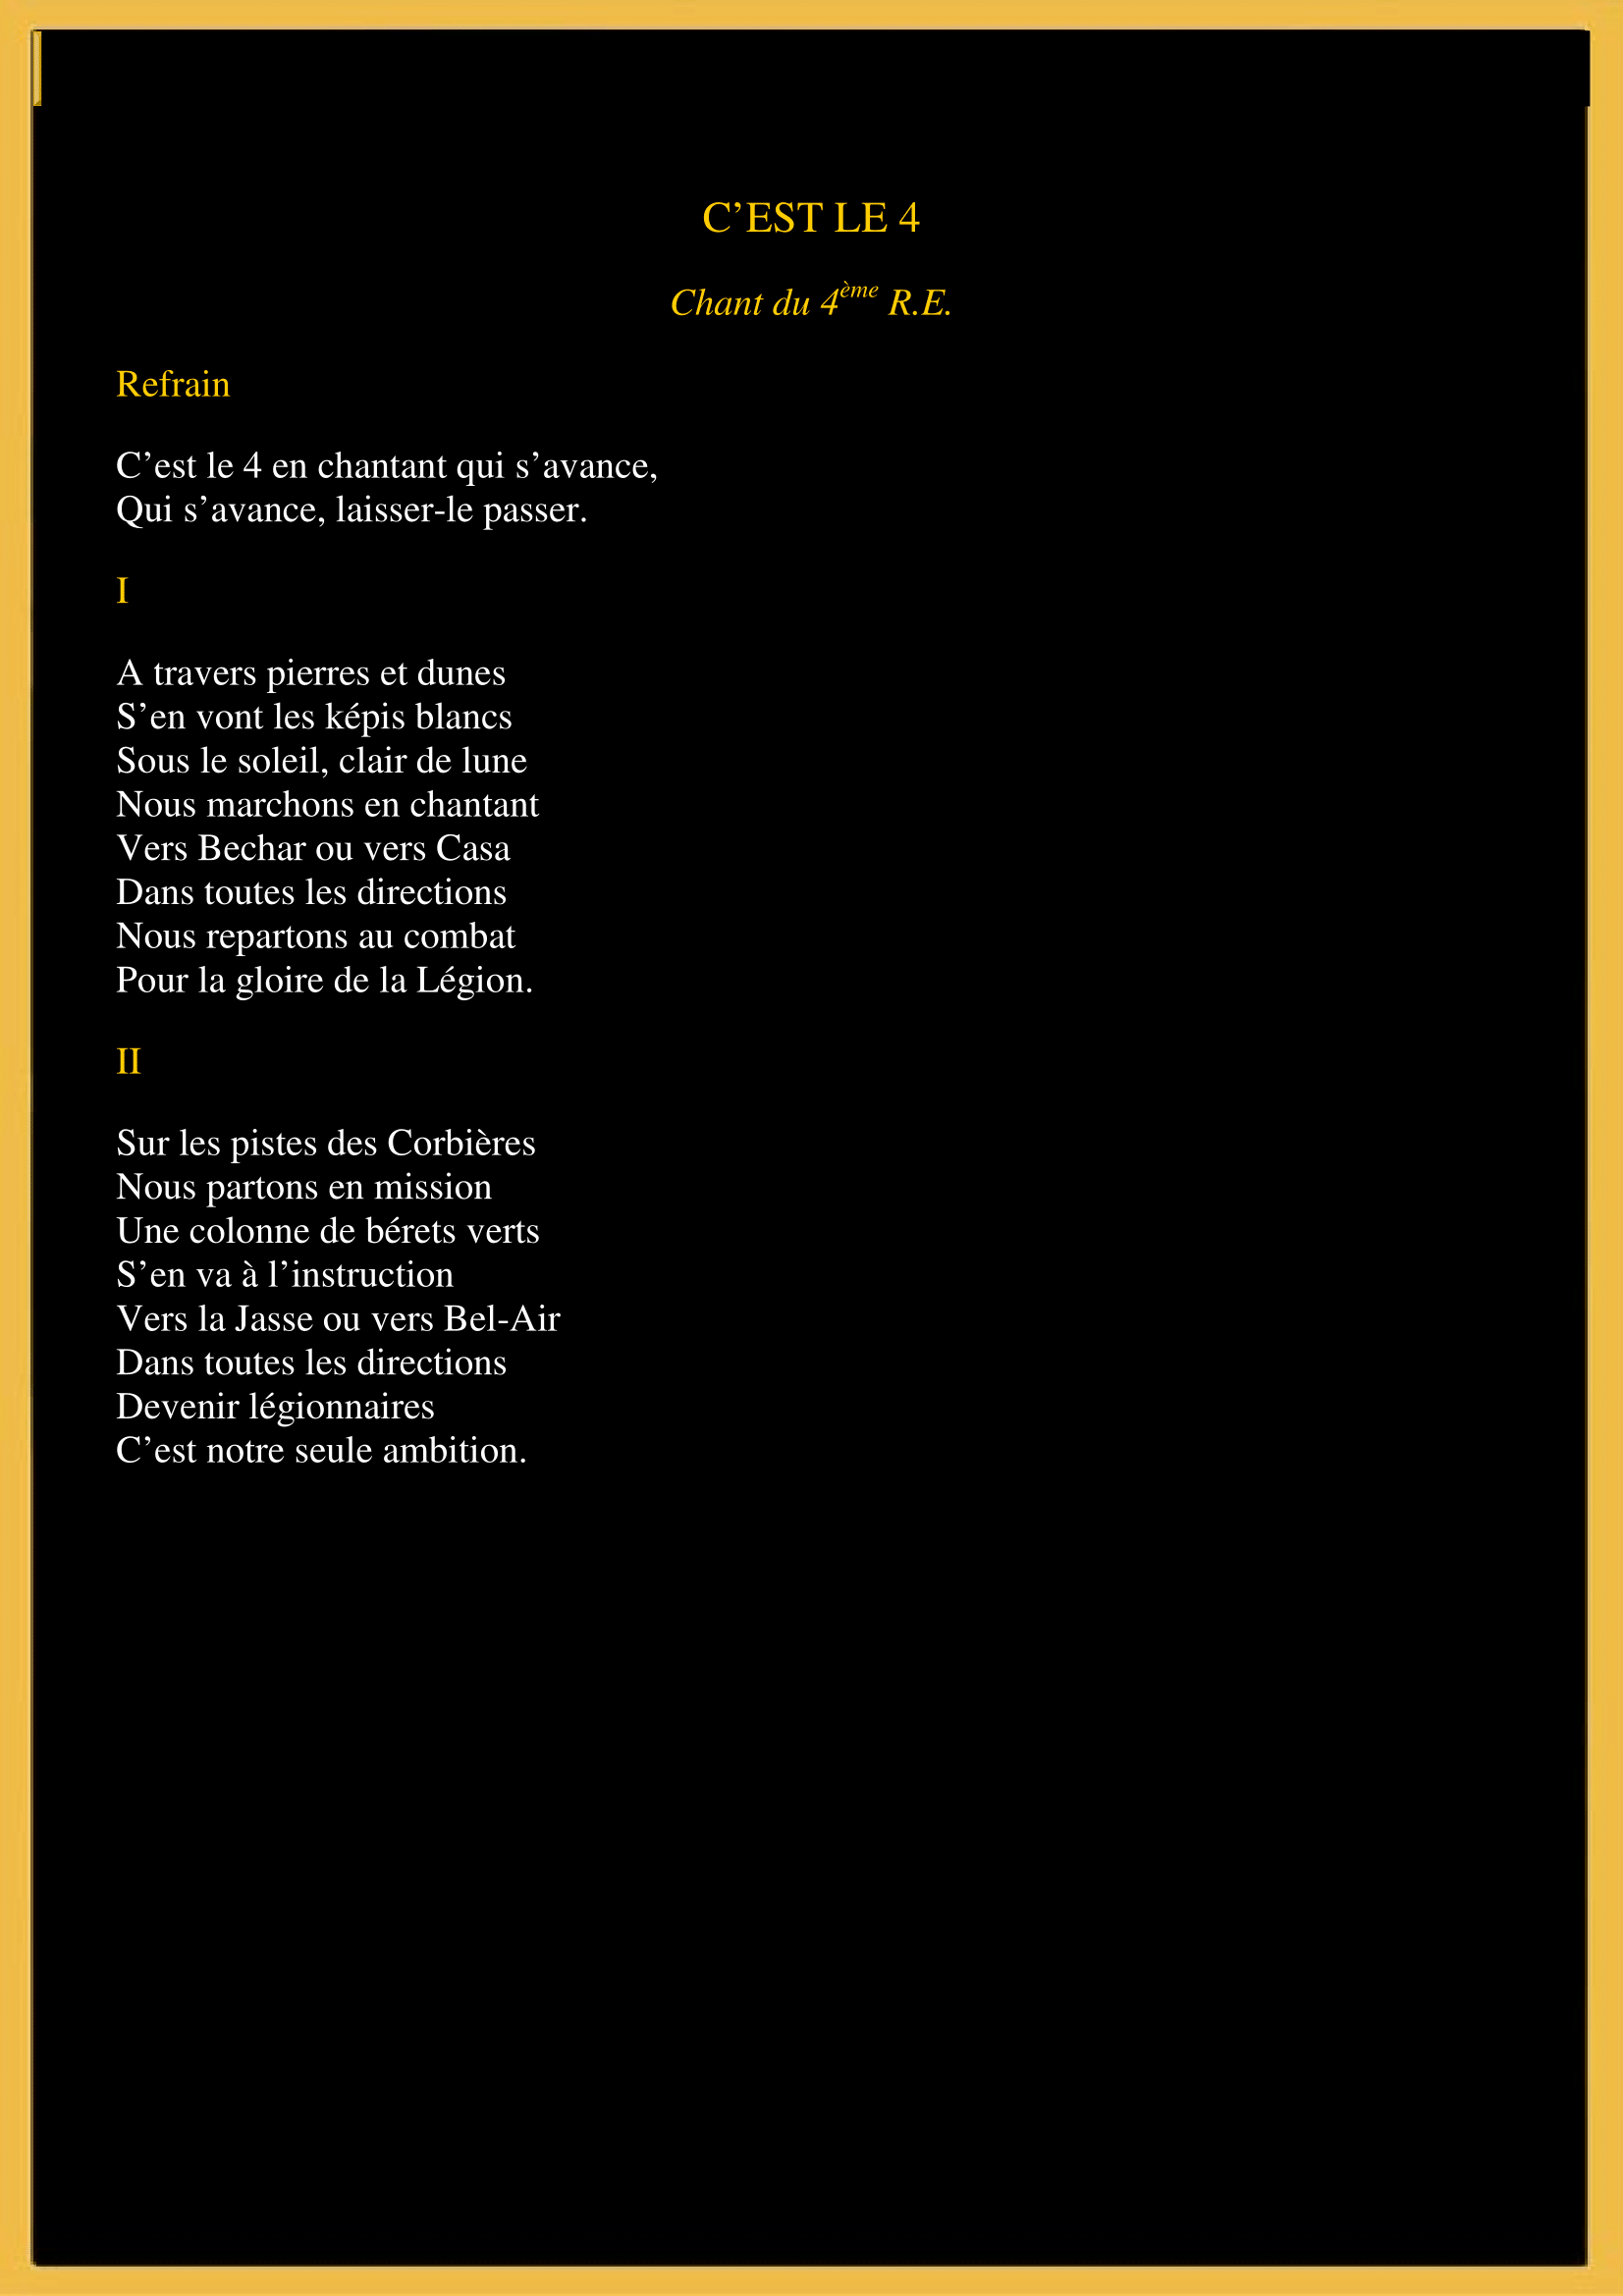 C’EST LE 4
Chant du 4ème R.E.
Refrain
C’est le 4 en chantant qui s’avance,
Qui s’avance, laisser-le passer.
I
A travers pierres et dunes
S’en vont les képis blancs
Sous le soleil, clair de lune
Nous marchons en chantant
Vers Bechar ou vers Casa
Dans toutes les directions
Nous repartons au combat
Pour la gloire de la Légion.
II
Sur les pistes des Corbières
Nous partons en mission
Une colonne de bérets verts
S’en va à l’instruction
Vers la Jasse ou vers Bel-Air
Dans toutes les directions
Devenir légionnaires
C’est notre seule ambition.